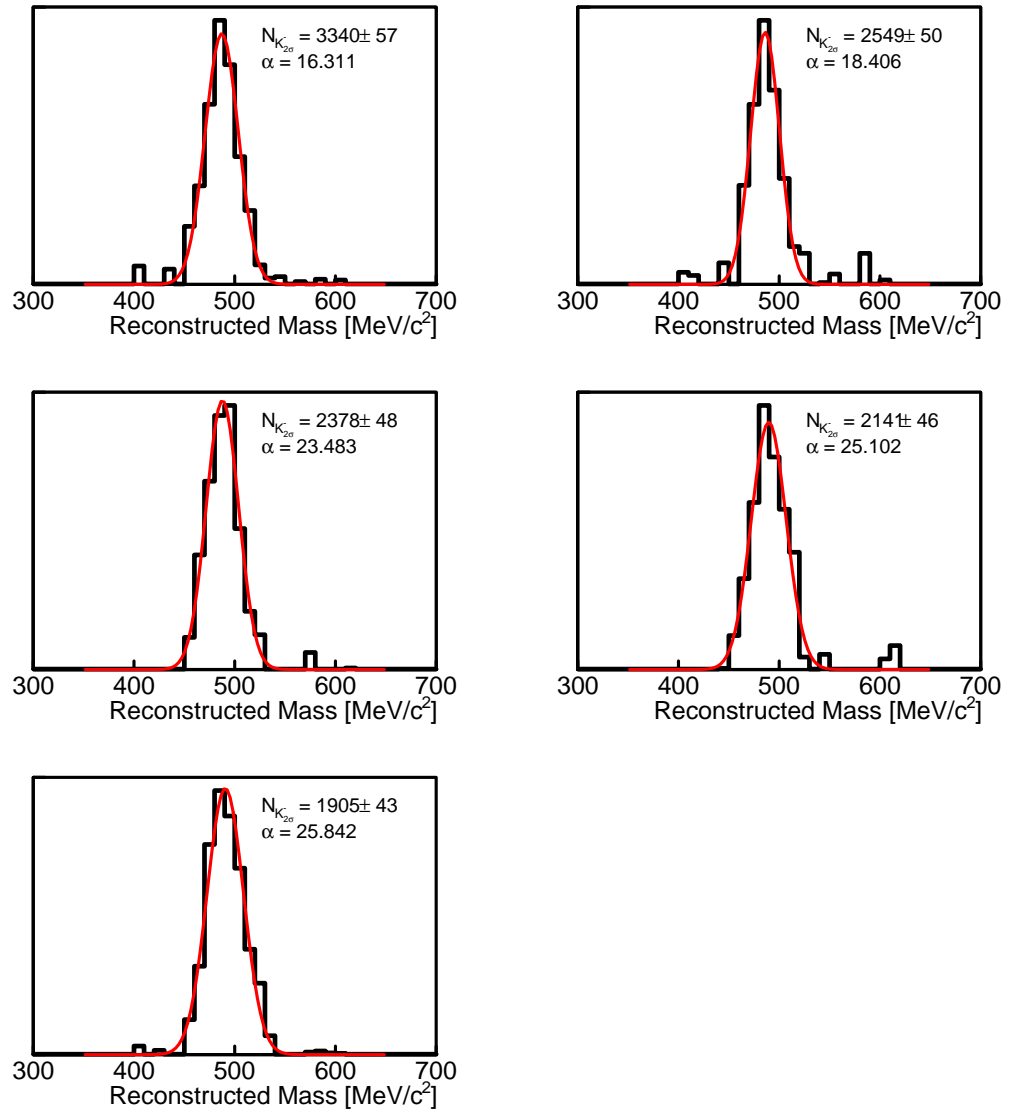 N_{K^-_{2σ}} = 3340± 57
α = 16.311
300 400 500 600 700
Reconstructed Mass [MeV/c²]
N_{K^-_{2σ}} = 2549± 50
α = 18.406
300 400 500 600 700
Reconstructed Mass [MeV/c²]
N_{K^-_{2σ}} = 2378± 48
α = 23.483
300 400 500 600 700
Reconstructed Mass [MeV/c²]
N_{K^-_{2σ}} = 2141± 46
α = 25.102
300 400 500 600 700
Reconstructed Mass [MeV/c²]
N_{K^-_{2σ}} = 1905± 43
α = 25.842
300 400 500 600 700
Reconstructed Mass [MeV/c²]